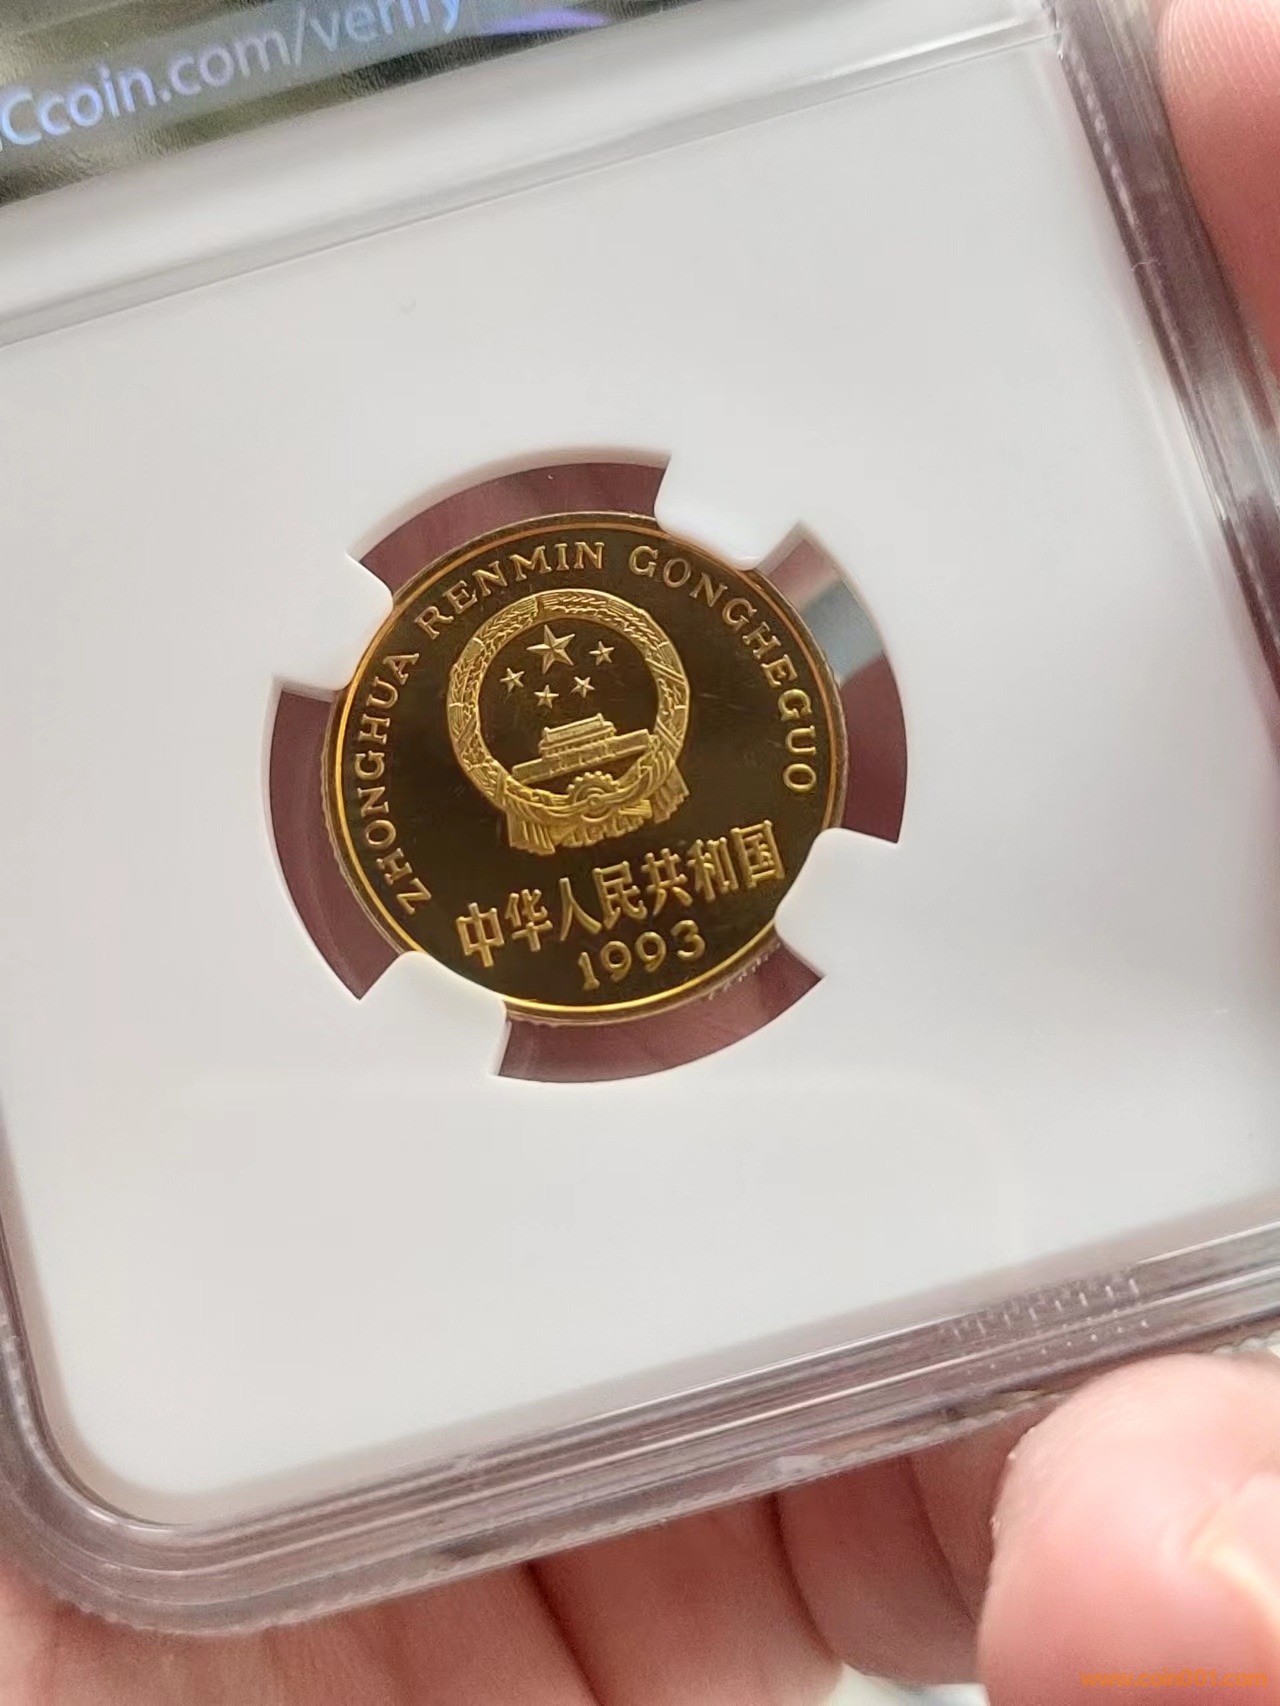 Ccoin.com/verify
ZHONGHUA RENMIN GONGHEGUO
中华人民共和国
1993
www.coin001.com